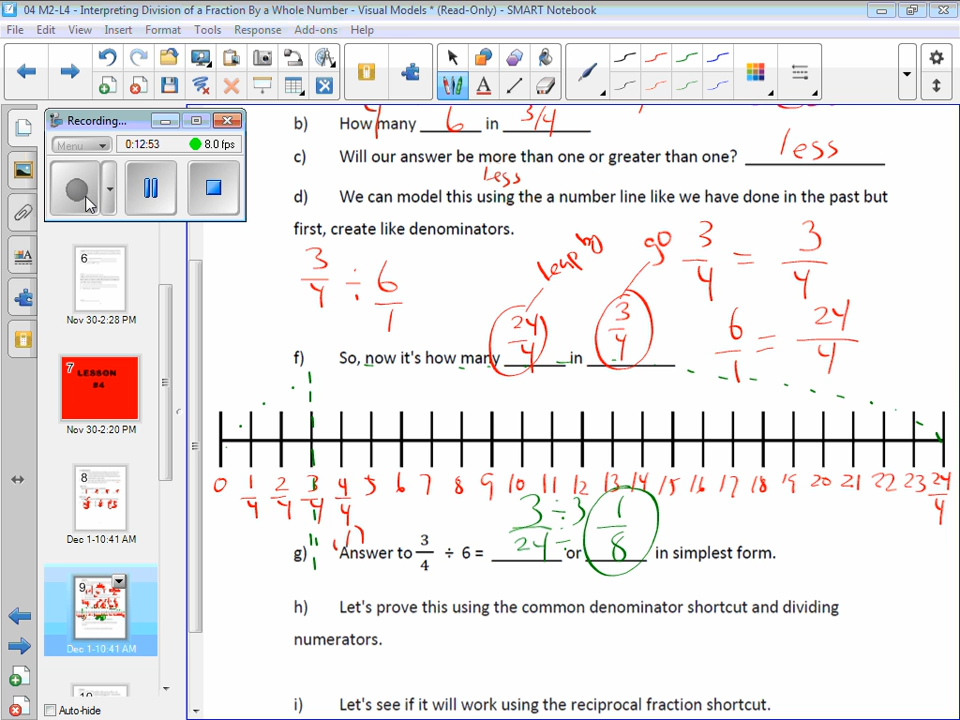 04 M2-L4 - Interpreting Division of a Fraction By a Whole Number - Visual Models * (Read-Only) - SMART Notebook
File Edit View Insert Format Tools Response Add-ons Help
Recording...
Menu 0:12:53 8.0 fps
6
Nov 30-2:28 PM
7
LESSON
#4
Nov 30-2:20 PM
8
Dec 1-10:41 AM
9
Dec 1-10:41 AM
10
Auto-hide
b) How many 6 in 3/4
c) Will our answer be more than one or greater than one? less
less
d) We can model this using the a number line like we have done in the past but
first, create like denominators.
3/4 ÷ 6/1
leap by
go
3/4 = 3/4
6/1 = 24/4
f) So, now it's how many 24/4 in 3/4
0 1/4 2/4 3/4 4/4 5 6 7 8 9 10 11 12 13 14 15 16 17 18 19 20 21 22 23 24/4
g) Answer to 3/4 ÷ 6 = 3/24 ÷ 3 or 1/8 in simplest form.
h) Let's prove this using the common denominator shortcut and dividing
numerators.
i) Let's see if it will work using the reciprocal fraction shortcut.